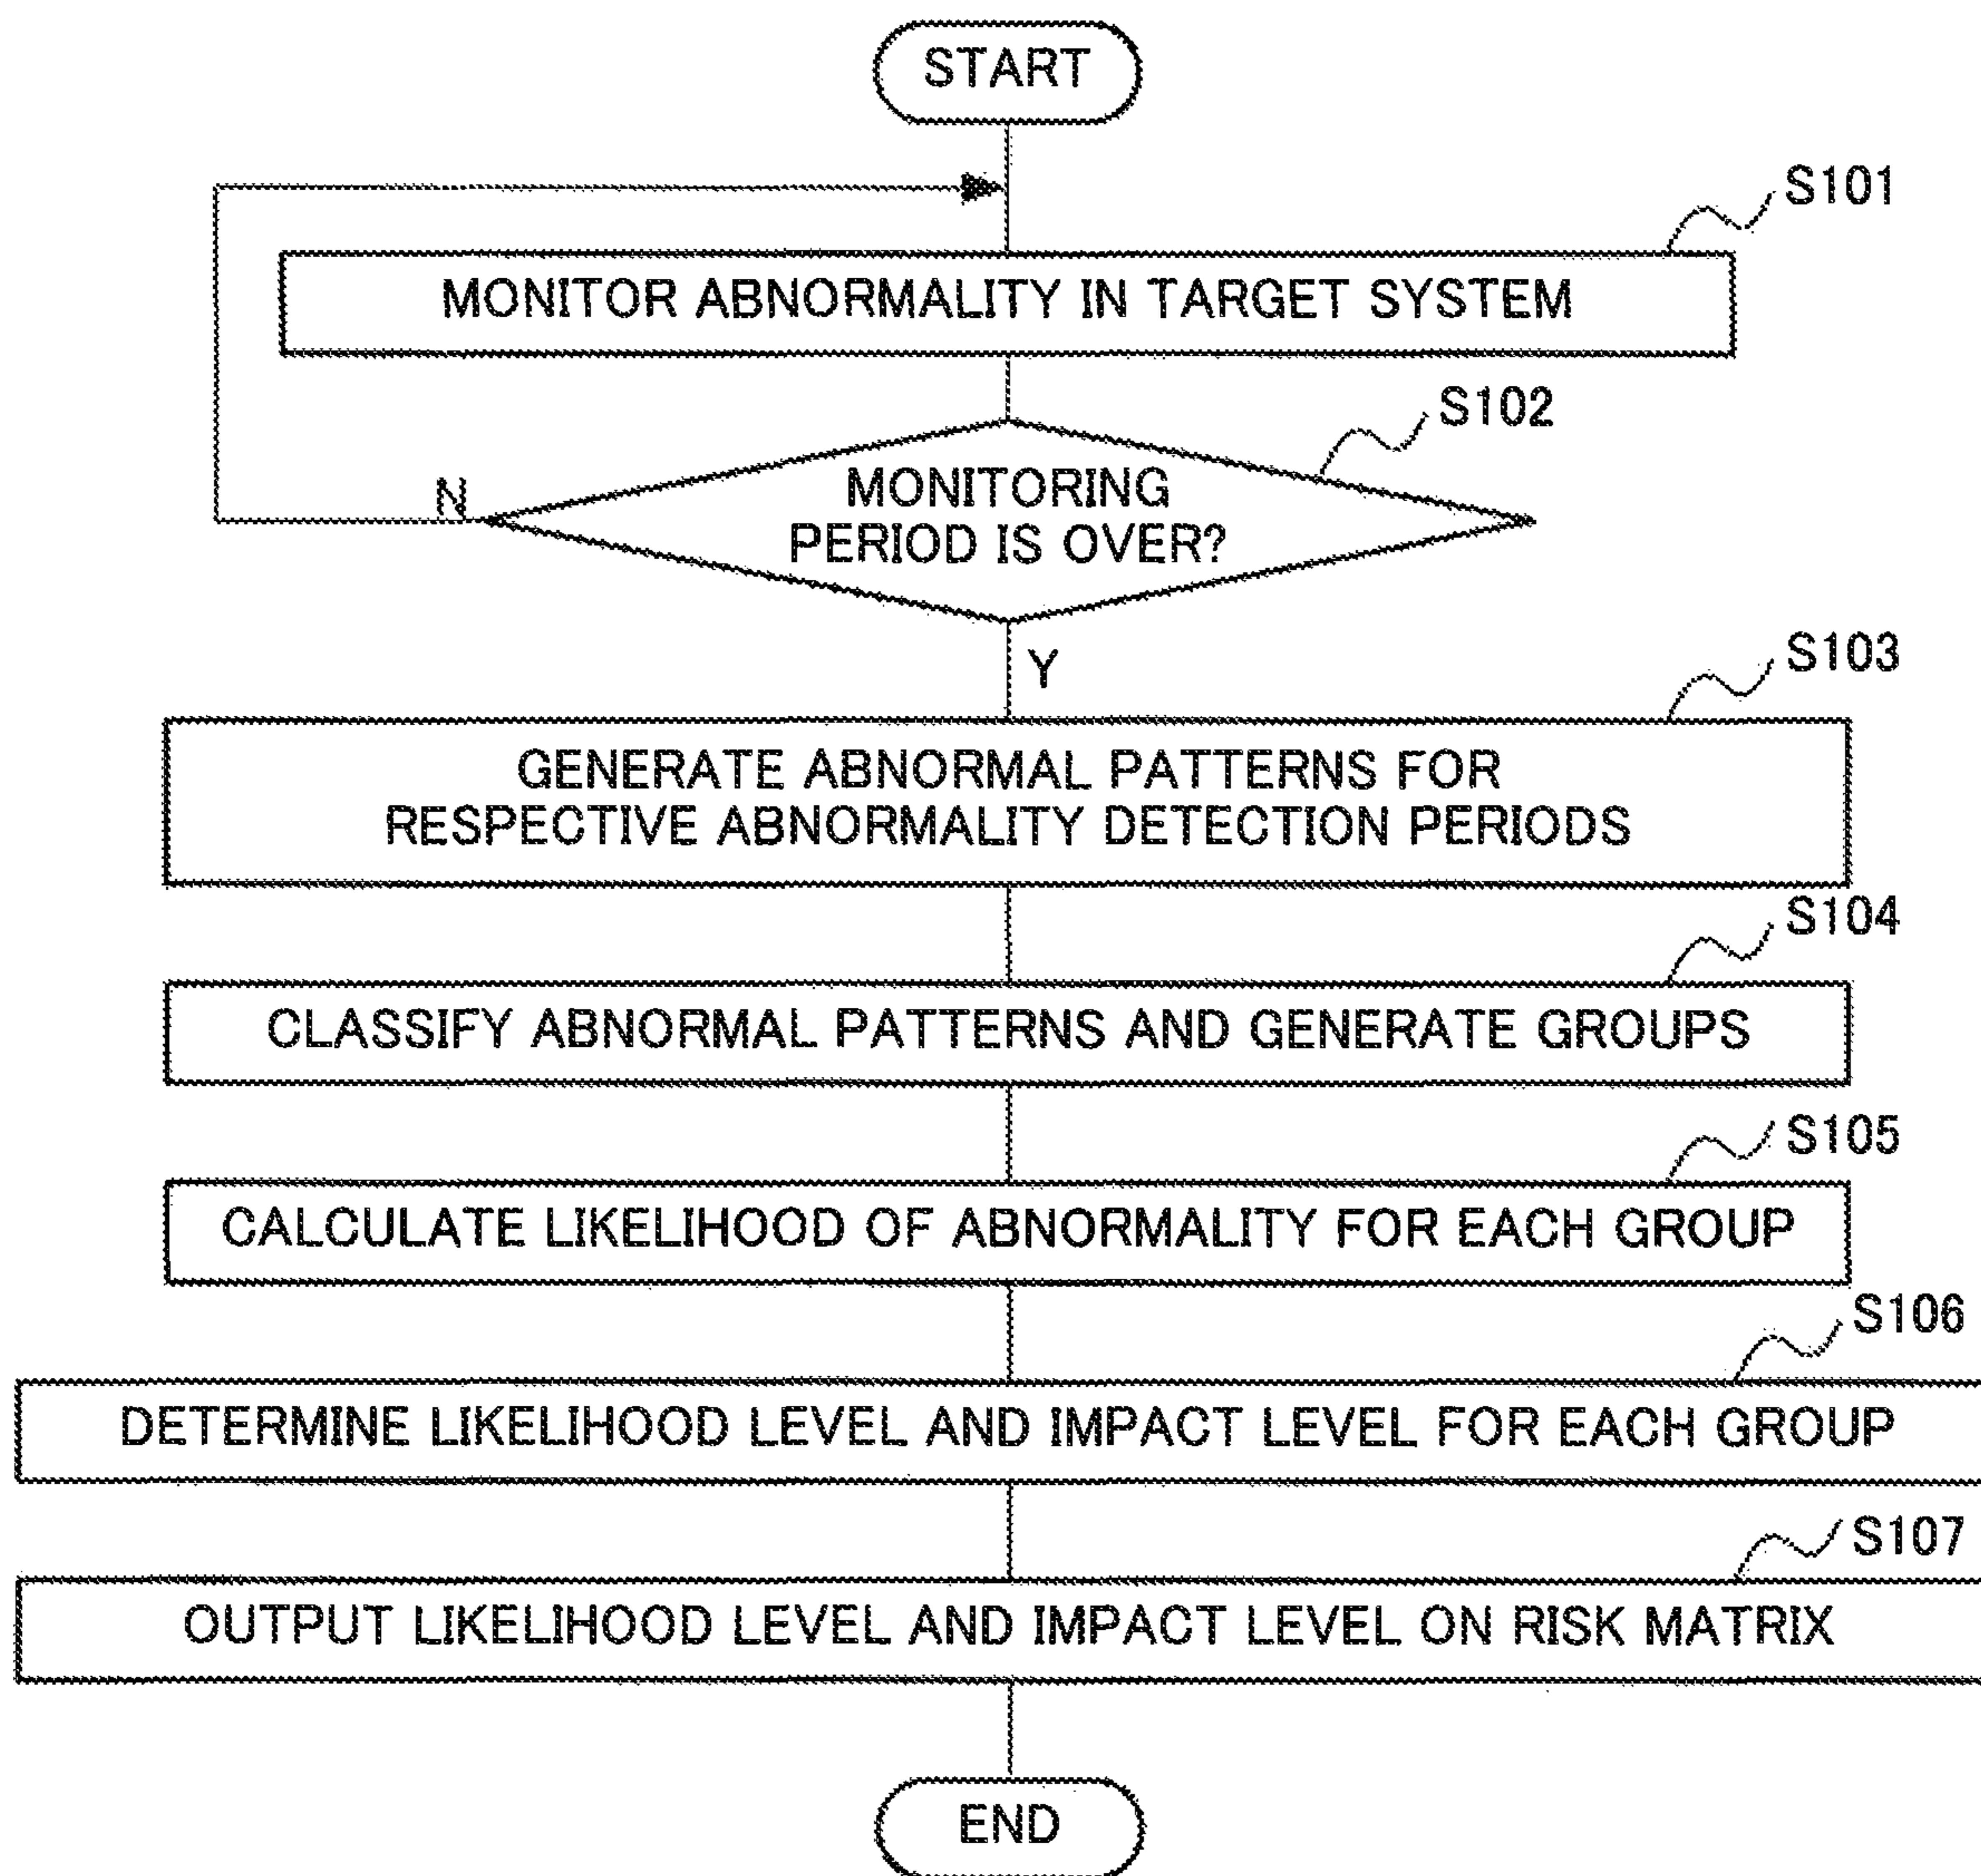 START
S101
MONITOR ABNORMALITY IN TARGET SYSTEM
S102
MONITORING
PERIOD IS OVER?
N
Y
S103
GENERATE ABNORMAL PATTERNS FOR
RESPECTIVE ABNORMALITY DETECTION PERIODS
S104
CLASSIFY ABNORMAL PATTERNS AND GENERATE GROUPS
S105
CALCULATE LIKELIHOOD OF ABNORMALITY FOR EACH GROUP
S106
DETERMINE LIKELIHOOD LEVEL AND IMPACT LEVEL FOR EACH GROUP
S107
OUTPUT LIKELIHOOD LEVEL AND IMPACT LEVEL ON RISK MATRIX
END